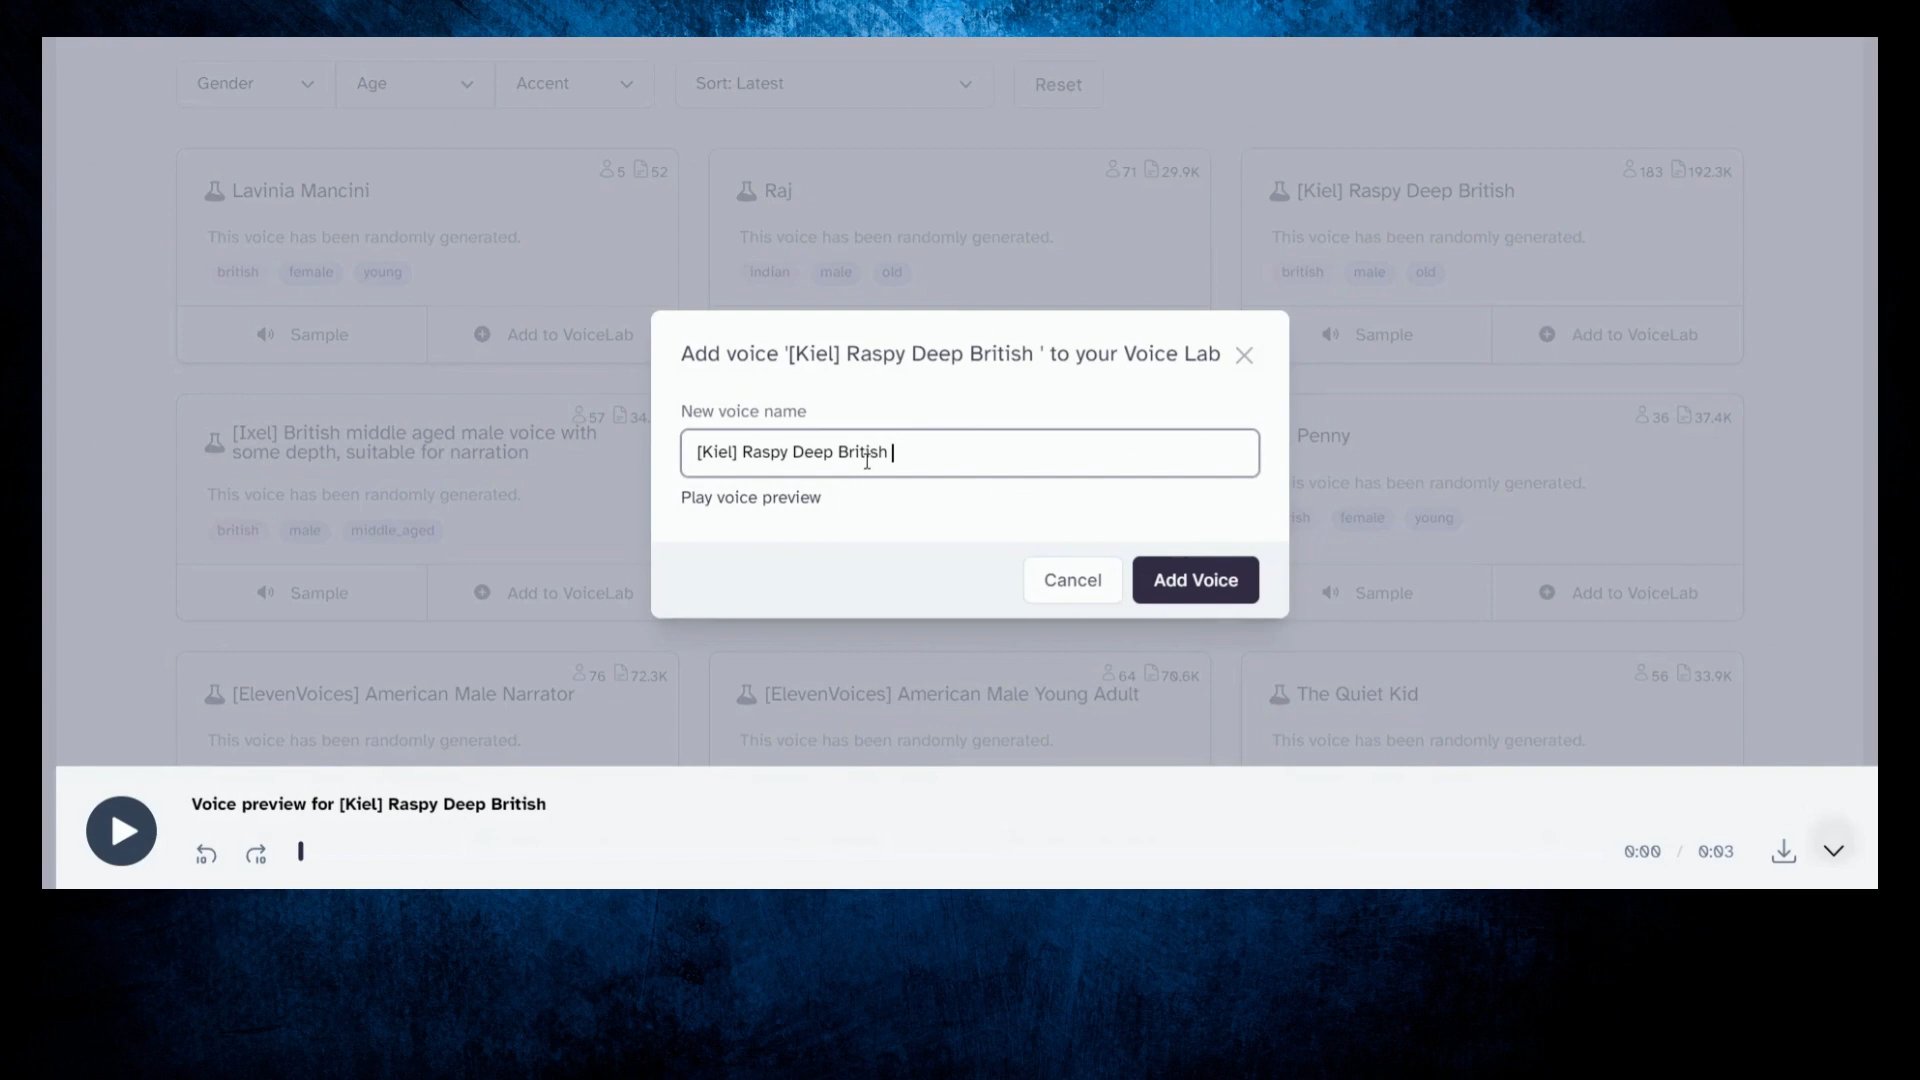 Gender
Age
Accent
Sort: Latest
Reset
5 52
Lavinia Mancini
This voice has been randomly generated.
british female young
Sample
Add to VoiceLab
71 29.9K
Raj
This voice has been randomly generated.
indian male old
183 192.3K
[Kiel] Raspy Deep British
This voice has been randomly generated.
british male old
Sample
Add to VoiceLab
Add voice '[Kiel] Raspy Deep British ' to your Voice Lab
New voice name
[Kiel] Raspy Deep British
Play voice preview
Cancel
Add Voice
57 34.
[Ixel] British middle aged male voice with
some depth, suitable for narration
This voice has been randomly generated.
british male middle_aged
Sample
Add to VoiceLab
36 37.4K
Penny
is voice has been randomly generated.
ish female young
Sample
Add to VoiceLab
76 72.3K
[ElevenVoices] American Male Narrator
This voice has been randomly generated.
64 70.6K
[ElevenVoices] American Male Young Adult
This voice has been randomly generated.
56 33.9K
The Quiet Kid
This voice has been randomly generated.
Voice preview for [Kiel] Raspy Deep British
10
10
0:00 / 0:03